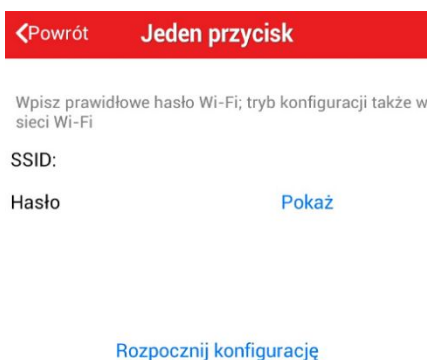 Powrót Jeden przycisk
Wpisz prawidłowe hasło Wi-Fi; tryb konfiguracji także w
sieci Wi-Fi
SSID:
Hasło Pokaż
Rozpocznij konfigurację